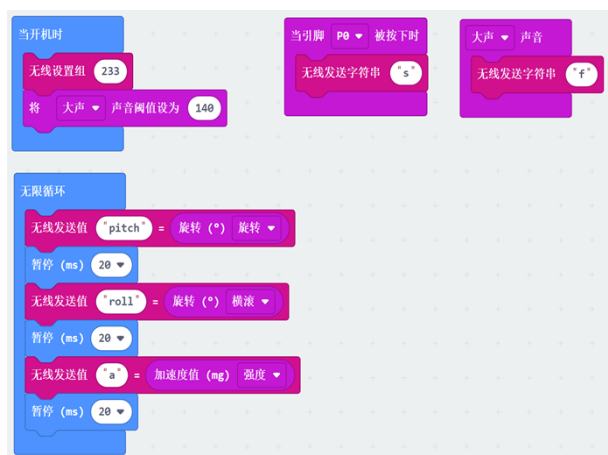 当开机时
无线设置组 233
将 大声 声音阈值设为 140
当引脚 P0 被按下时
无线发送字符串 "s"
大声 声音
无线发送字符串 "f"
无限循环
无线发送值 "pitch" = 旋转 (°) 旋转
暂停 (ms) 20
无线发送值 "roll" = 旋转 (°) 横滚
暂停 (ms) 20
无线发送值 "a" = 加速度值 (mg) 强度
暂停 (ms) 20